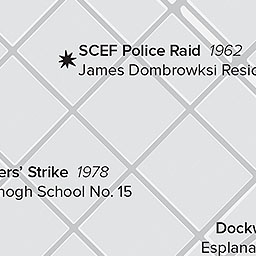 SCEF Police Raid 1962
James Dombrowksi Resid
ers' Strike 1978
nogh School No. 15
Dockw
Esplana